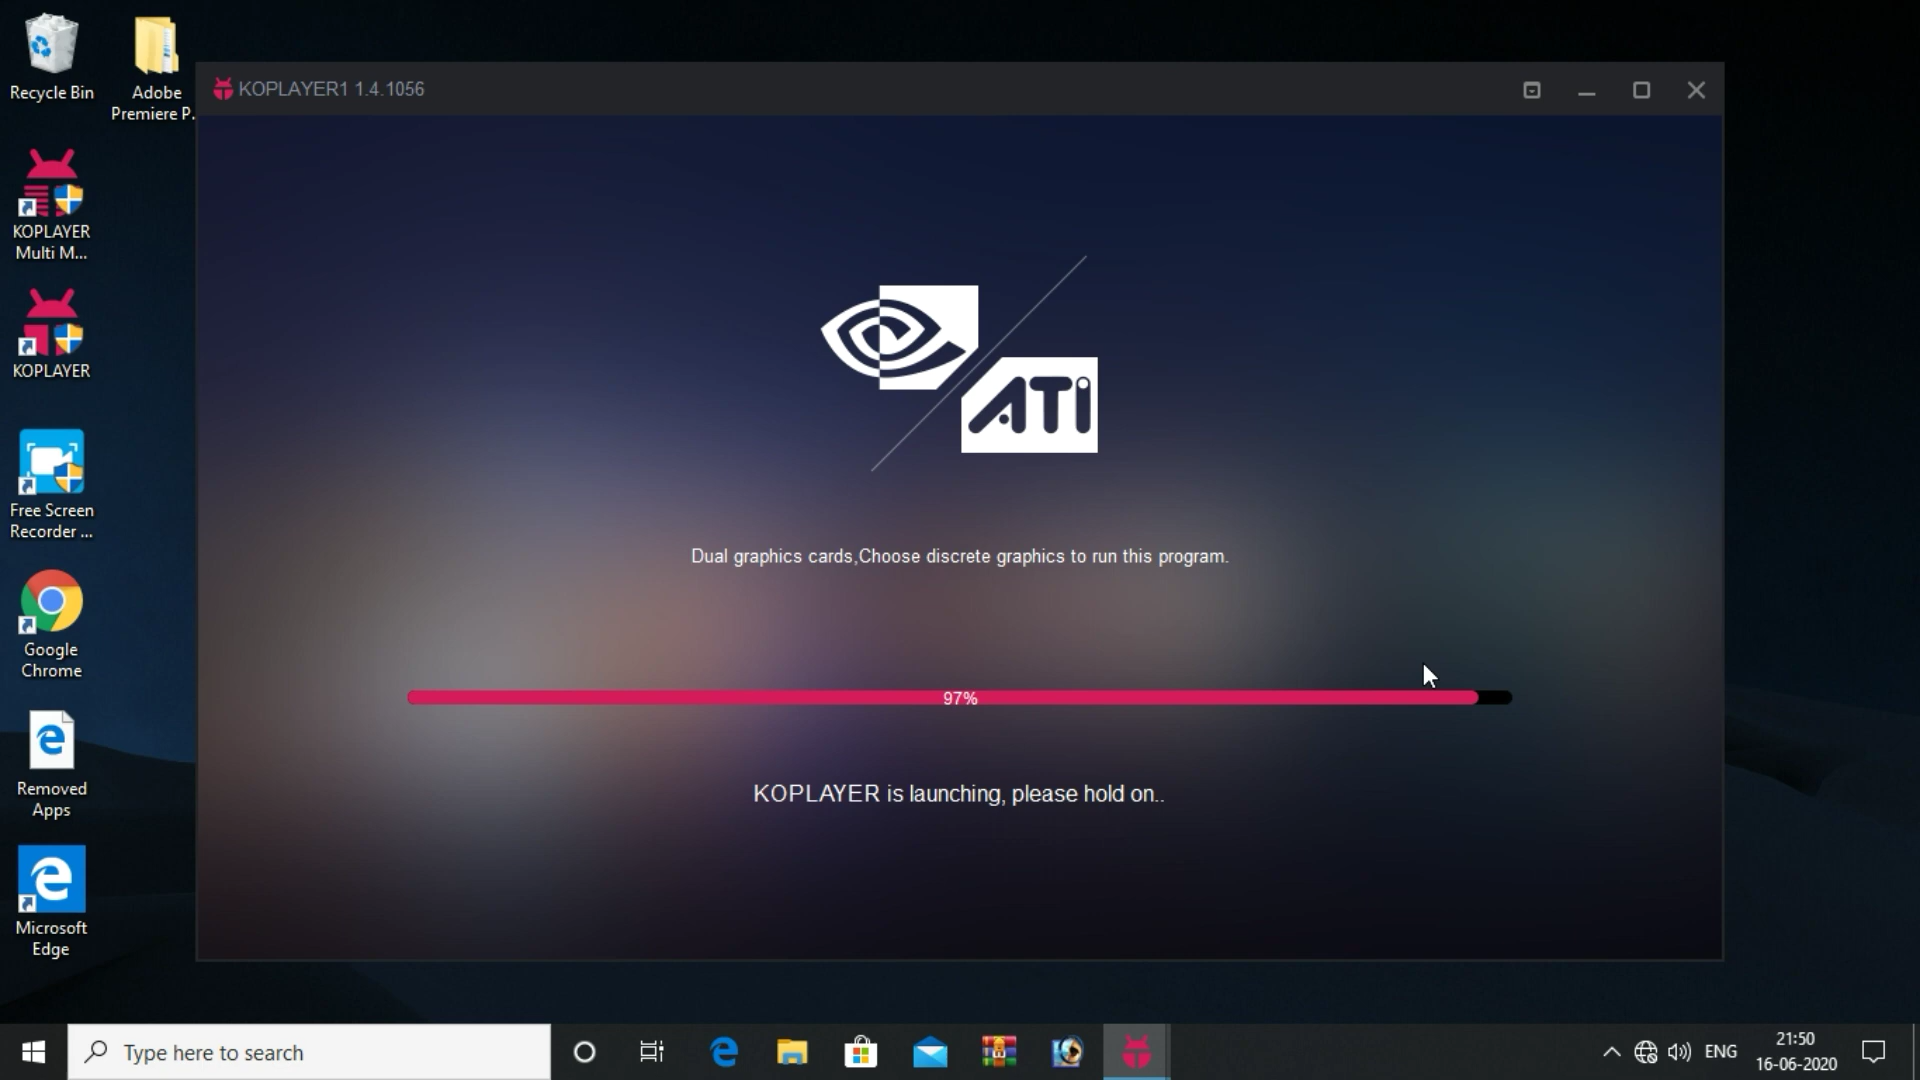 Recycle Bin
Adobe
Premiere P...
KOPLAYER1 1.4.1056
KOPLAYER
Multi M...
KOPLAYER
ATI
Free Screen
Recorder ...
Dual graphics cards,Choose discrete graphics to run this program.
Google
Chrome
97%
Removed
Apps
KOPLAYER is launching, please hold on..
Microsoft
Edge
Type here to search
ENG
21:50
16-06-2020